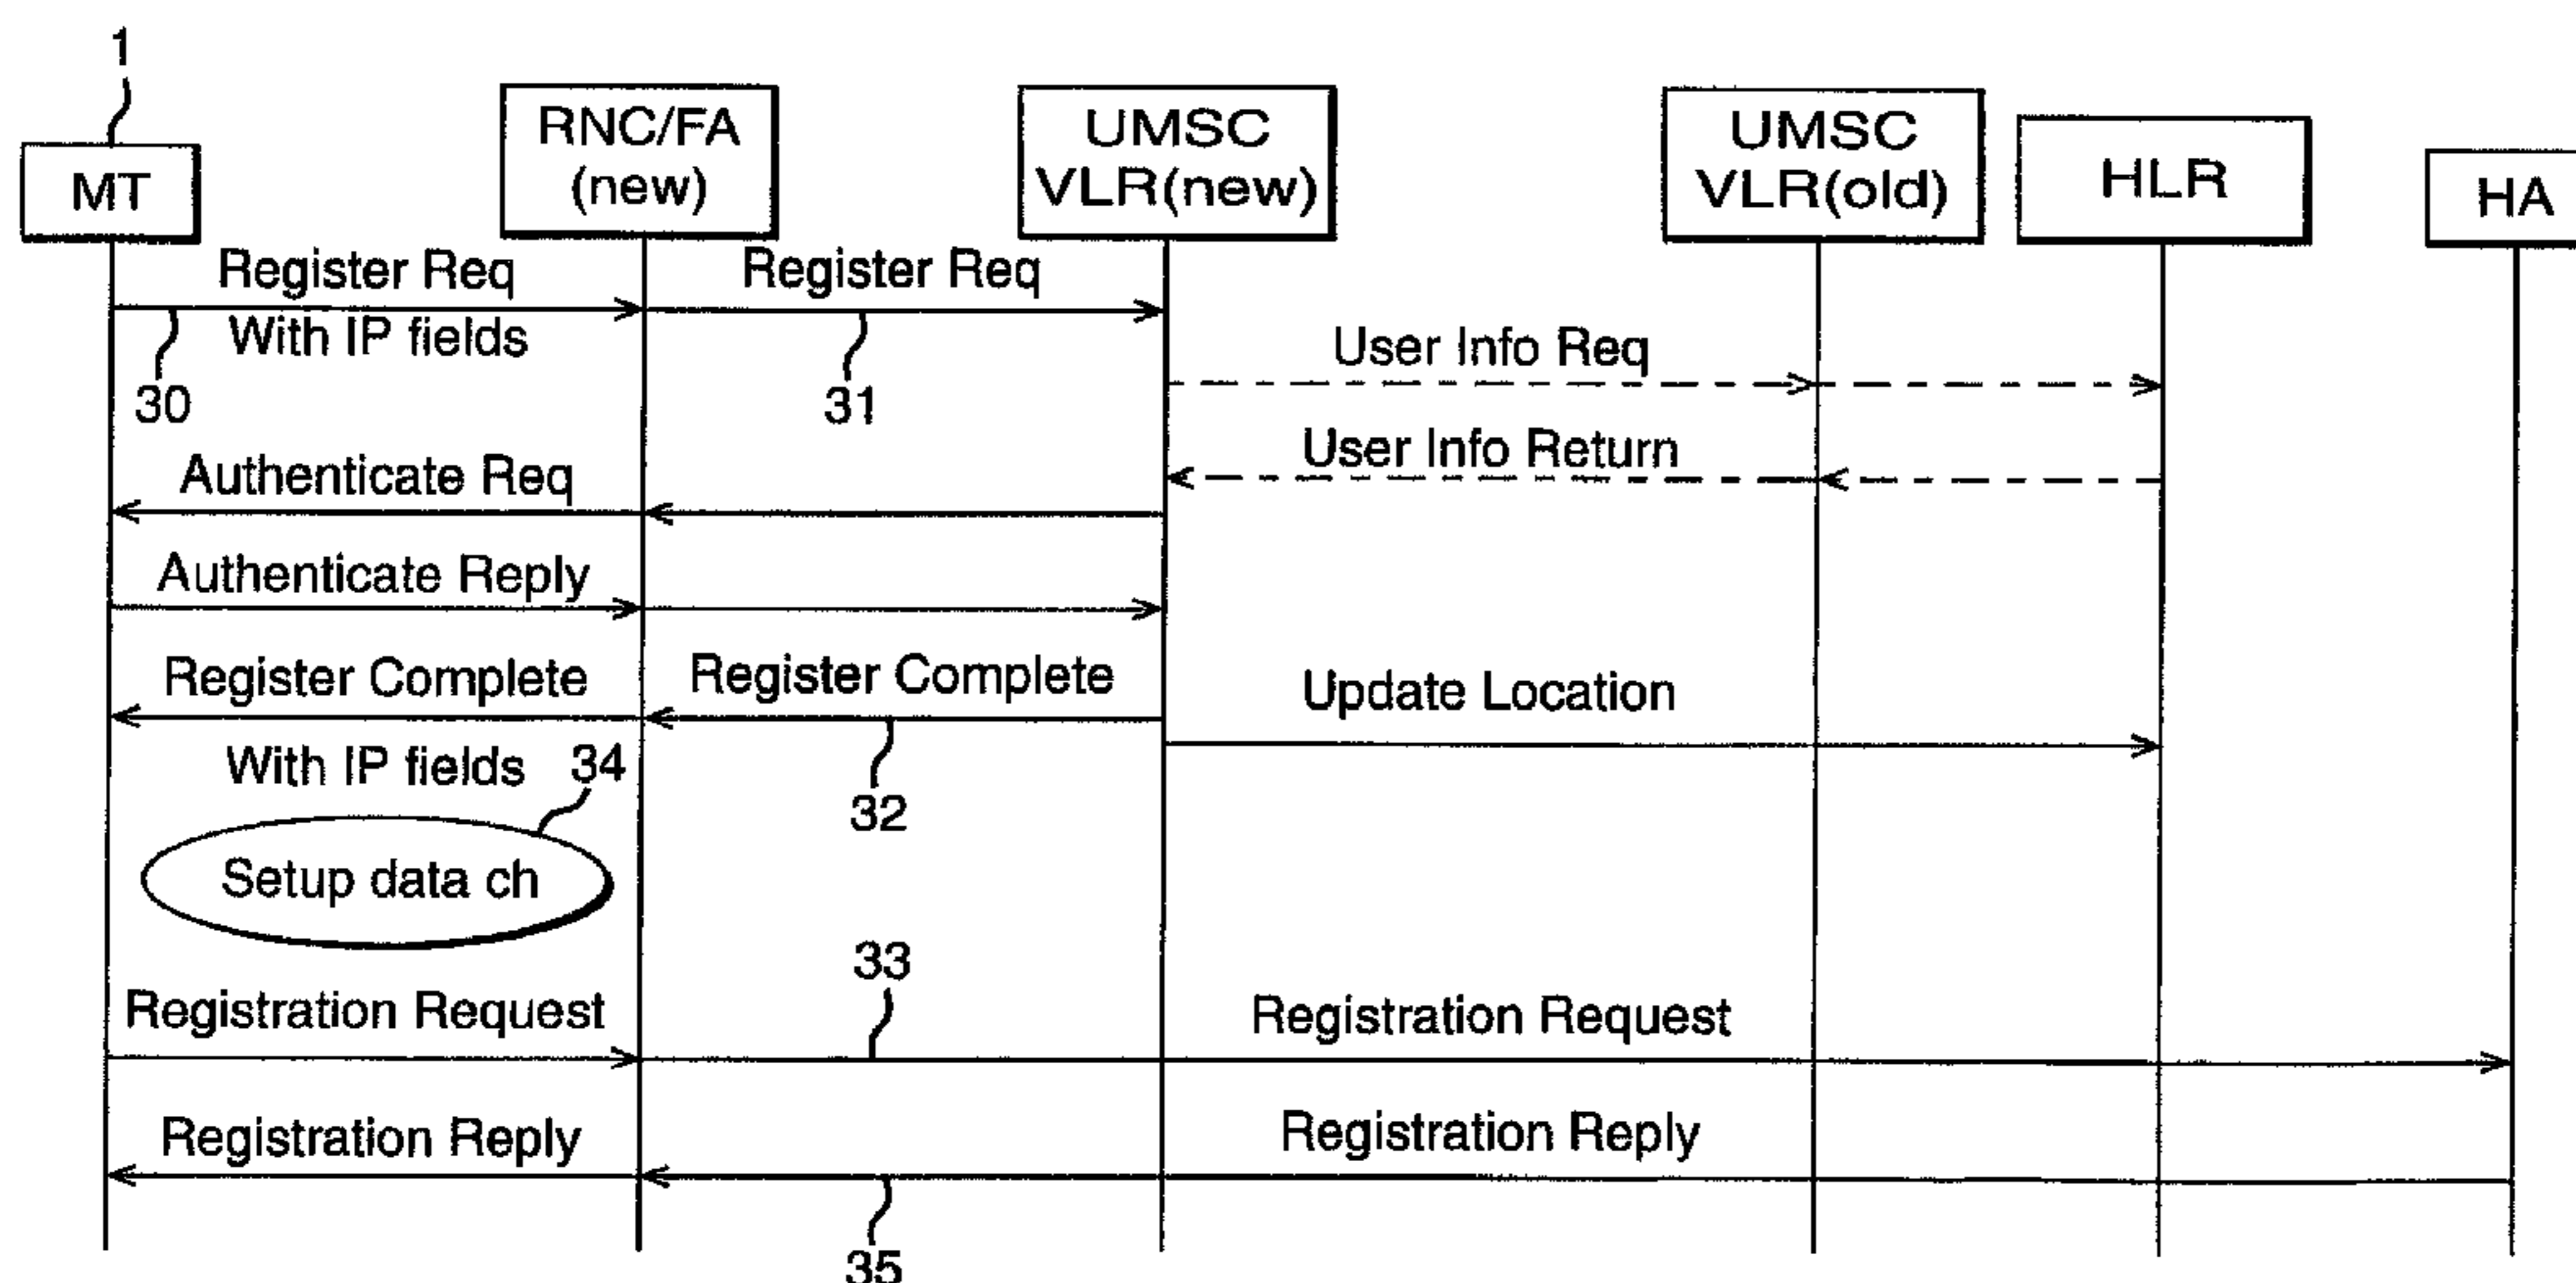 1
MT
RNC/FA
(new)
UMSC
VLR(new)
UMSC
VLR(old)
HLR
HA
Register Req
With IP fields
30
Register Req
31
User Info Req
User Info Return
Authenticate Req
Authenticate Reply
Register Complete
With IP fields
Register Complete
32
Update Location
34
Setup data ch
33
Registration Request
Registration Request
Registration Reply
Registration Reply
35